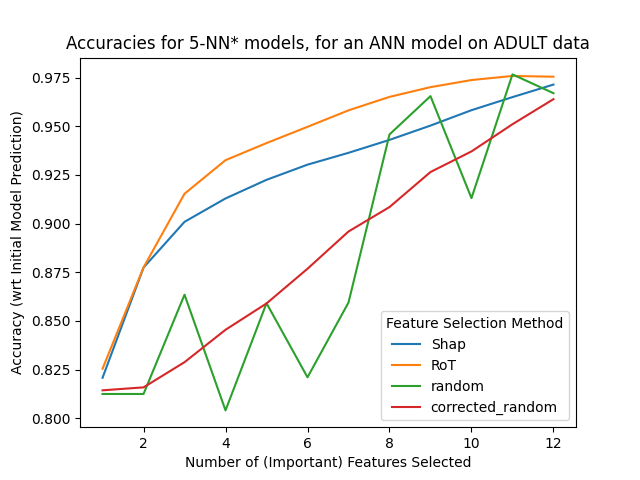 Accuracies for 5-NN* models, for an ANN model on ADULT data
Accuracy (wrt Initial Model Prediction)
0.975
0.950
0.925
0.900
0.875
0.850
0.825
0.800
Feature Selection Method
Shap
RoT
random
corrected_random
2
4
6
8
10
12
Number of (Important) Features Selected